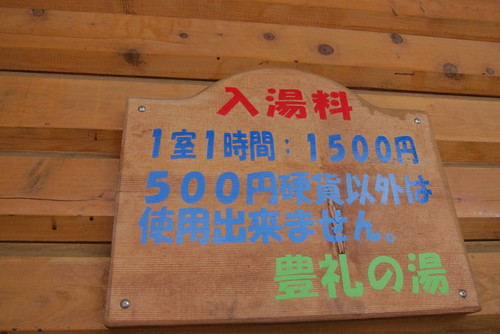 入湯料
1室1時間：1500円
500円硬貨以外は
使用出来ません。
豊礼の湯